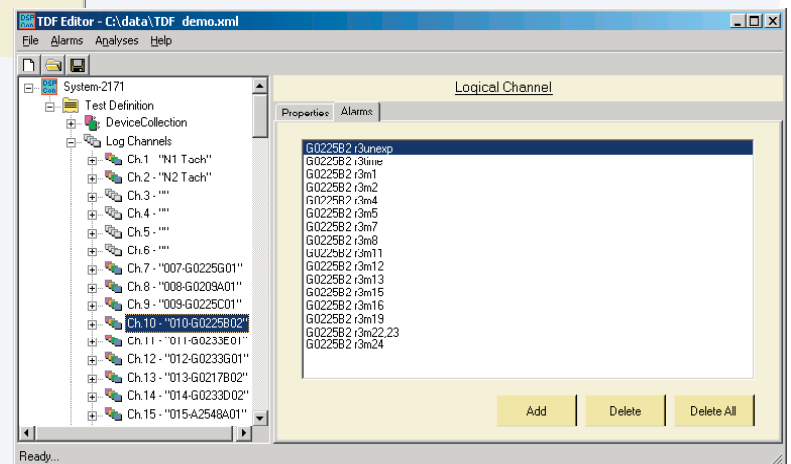 TDF Editor - C:\data\TDF demo.xml
File Alarms Analyses Help
System-2171
Test Definition
DeviceCollection
Log Channels
Ch.1 "N1 Tach"
Ch.2 - "N2 Tach"
Ch.3 - ""
Ch.4 - ""
Ch.5 - ""
Ch.6 - ""
Ch.7 - "007-G0225G01"
Ch.8 - "008-G0209A01"
Ch.9 - "009-G0225C01"
Ch.10 - "010-G0225B02"
Ch.11 - "011-G0233E01"
Ch.12 - "012-G0233G01"
Ch.13 - "013-G0217B02"
Ch.14 - "014-G0233D02"
Ch.15 - "015-A2548A01"
Logical Channel
Properties Alarms
G0225B2 r3unexp
G0225B2 r3time
G0225B2 r3m1
G0225B2 r3m2
G0225B2 r3m4
G0225B2 r3m5
G0225B2 r3m7
G0225B2 r3m8
G0225B2 r3m11
G0225B2 r3m12
G0225B2 r3m13
G0225B2 r3m15
G0225B2 r3m16
G0225B2 r3m19
G0225B2 r3m22,23
G0225B2 r3m24
Add Delete Delete All
Ready...